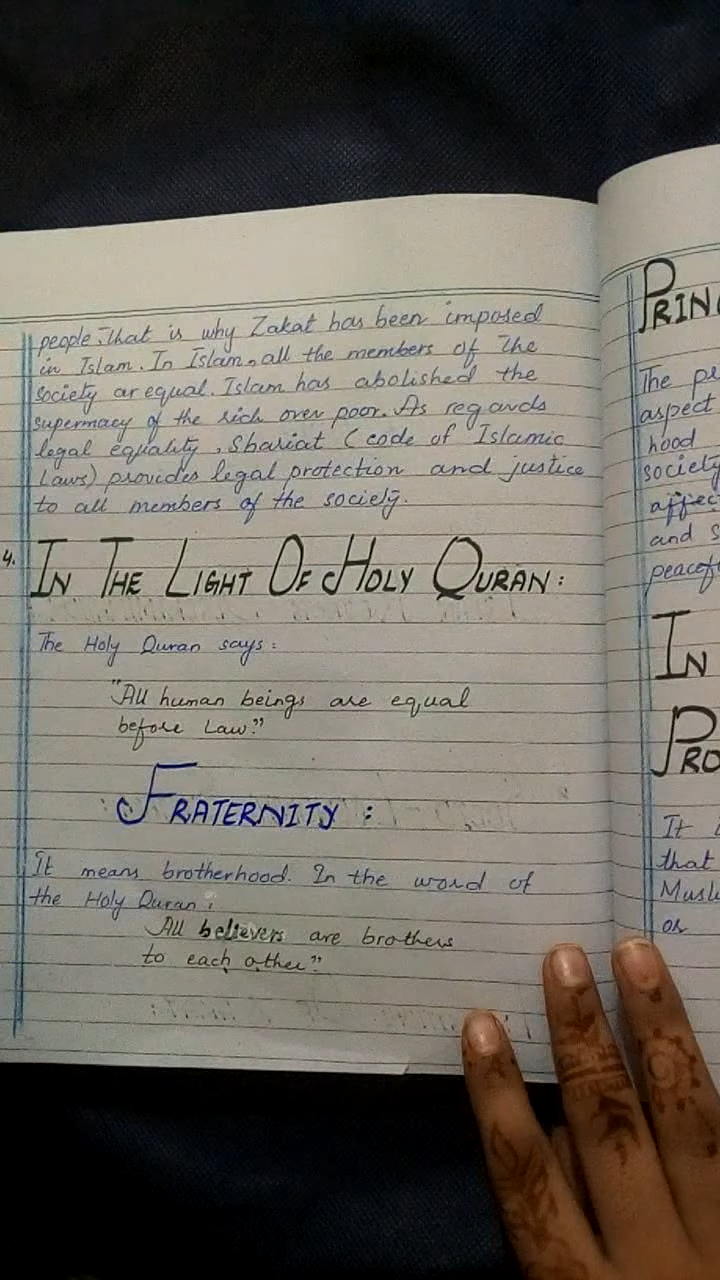 people. That is why Zakat has been imposed
in Islam. In Islam, all the members of the
society ar equal. Islam has abolished the
supermacy of the rich over poor. As regards
legal equality, Shariat (code of Islamic
Laws) provides legal protection and justice
to all members of the society.
4. IN THE LIGHT OF HOLY QURAN:
The Holy Quran says:
"All human beings are equal
before Law."
: FRATERNITY :
It means brotherhood. In the word of
the Holy Quran:
All believers are brothers
to each other"
PRIN
The pr
aspect
hood
society
affec
and s
peacef
IN
PRO
It i
that
Musl
or